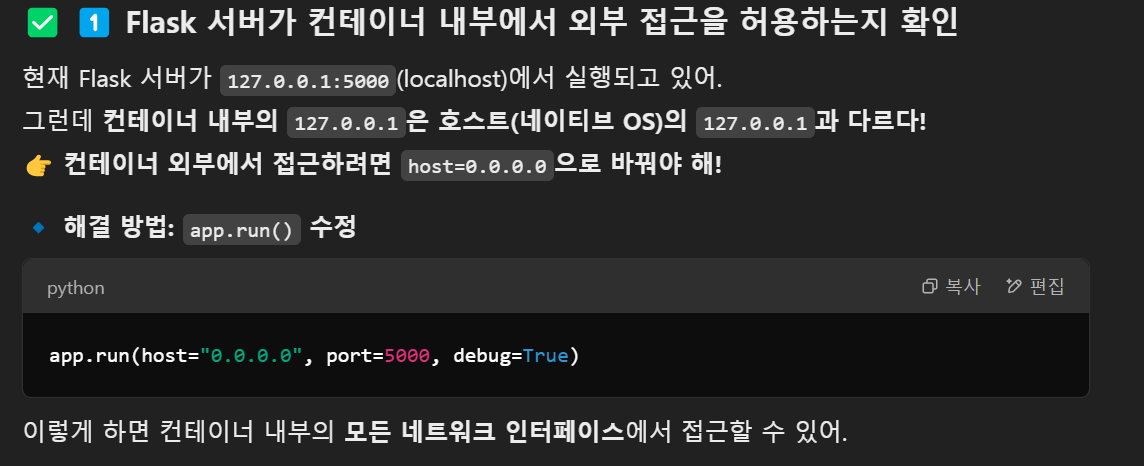 ✅ 1️⃣ Flask 서버가 컨테이너 내부에서 외부 접근을 허용하는지 확인
현재 Flask 서버가 127.0.0.1:5000(localhost)에서 실행되고 있어.
그런데 컨테이너 내부의 127.0.0.1은 호스트(네이티브 OS)의 127.0.0.1과 다르다!
👉 컨테이너 외부에서 접근하려면 host=0.0.0.0으로 바꿔야 해!
🔹 해결 방법: app.run() 수정
python 복사 편집
app.run(host="0.0.0.0", port=5000, debug=True)
이렇게 하면 컨테이너 내부의 모든 네트워크 인터페이스에서 접근할 수 있어.